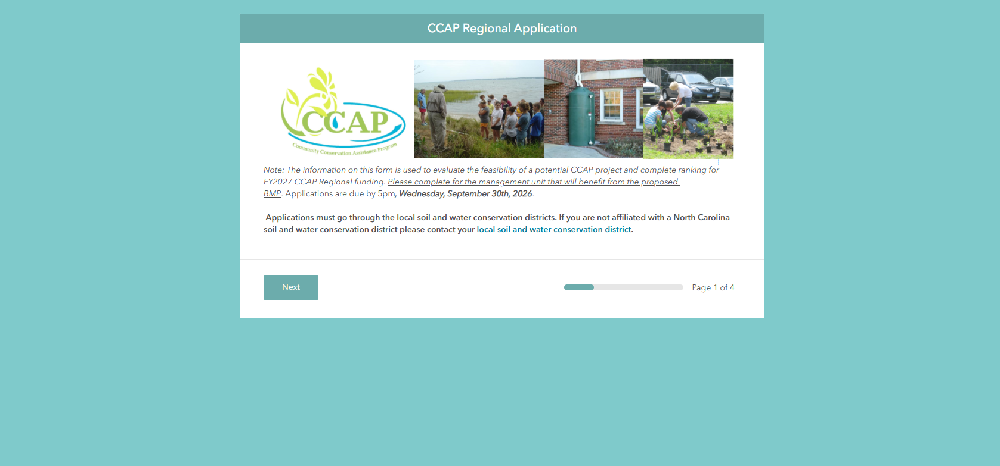 CCAP Regional Application
CCAP
Community Conservation Assistance Program
Note: The information on this form is used to evaluate the feasibility of a potential CCAP project and complete ranking for
FY2027 CCAP Regional funding. Please complete for the management unit that will benefit from the proposed
BMP. Applications are due by 5pm, Wednesday, September 30th, 2026.
Applications must go through the local soil and water conservation districts. If you are not affiliated with a North Carolina
soil and water conservation district please contact your local soil and water conservation district.
Next
Page 1 of 4